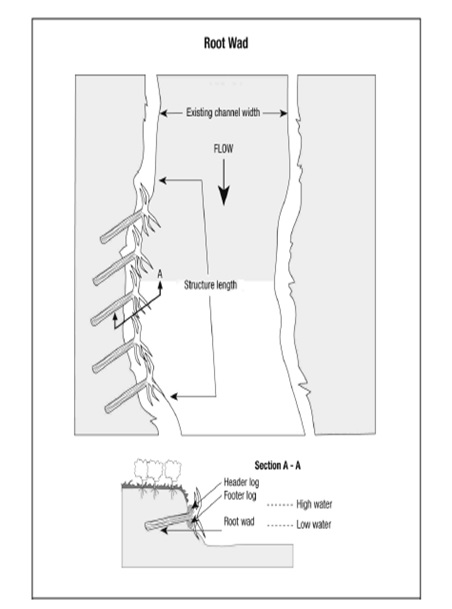 Root Wad
Existing channel width
FLOW
A
Structure length
Section A - A
Header log
Footer log
High water
Root wad
Low water